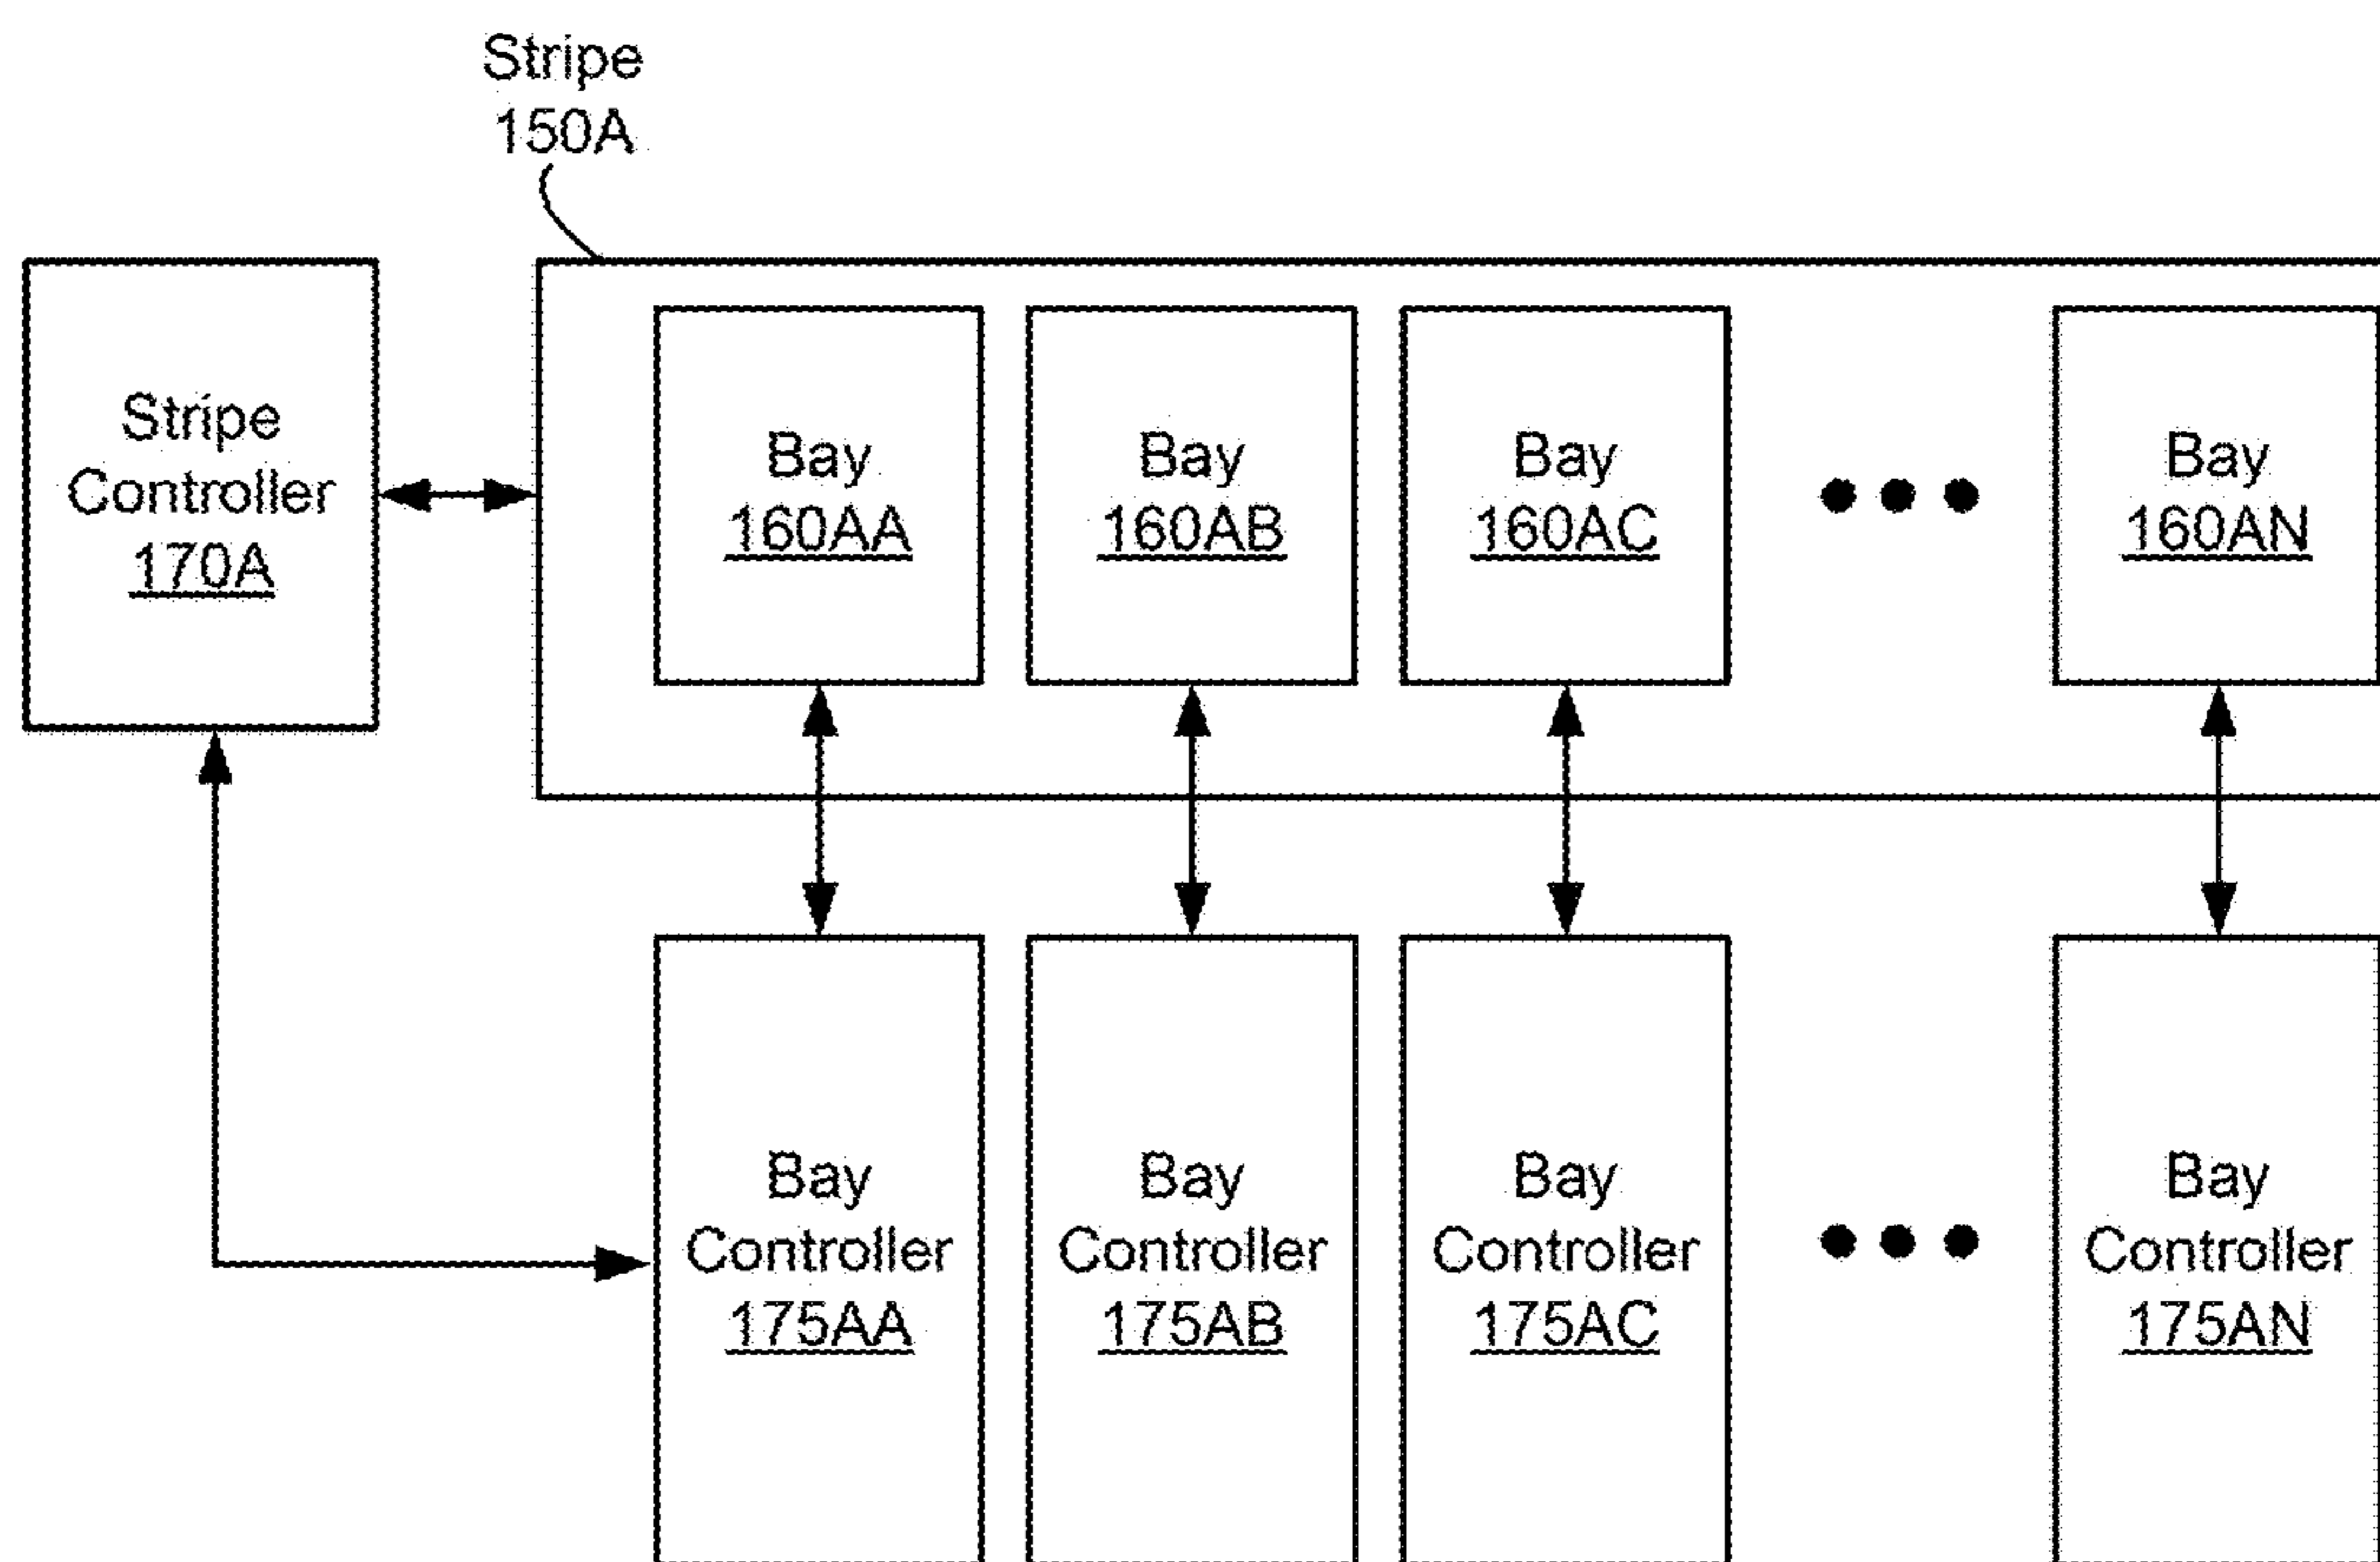 Stripe
150A
Stripe
Controller
170A
Bay
160AA
Bay
160AB
Bay
160AC
Bay
160AN
Bay
Controller
175AA
Bay
Controller
175AB
Bay
Controller
175AC
Bay
Controller
175AN